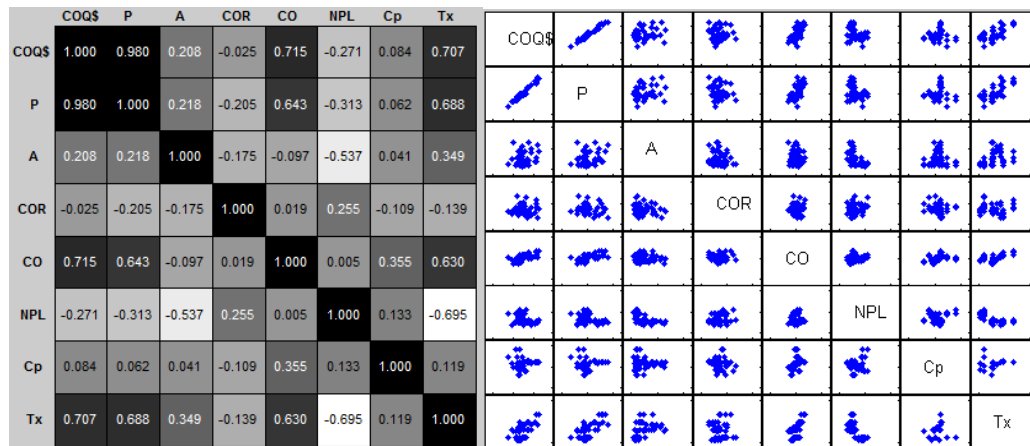 COQ$ P A COR CO NPL Cp Tx
COQ$ 1.000 0.980 0.208 -0.025 0.715 -0.271 0.084 0.707
P 0.980 1.000 0.218 -0.205 0.643 -0.313 0.062 0.688
A 0.208 0.218 1.000 -0.175 -0.097 -0.537 0.041 0.349
COR -0.025 -0.205 -0.175 1.000 0.019 0.255 -0.109 -0.139
CO 0.715 0.643 -0.097 0.019 1.000 0.005 0.355 0.630
NPL -0.271 -0.313 -0.537 0.255 0.005 1.000 0.133 -0.695
Cp 0.084 0.062 0.041 -0.109 0.355 0.133 1.000 0.119
Tx 0.707 0.688 0.349 -0.139 0.630 -0.695 0.119 1.000
COQ$
P
A
COR
CO
NPL
Cp
Tx